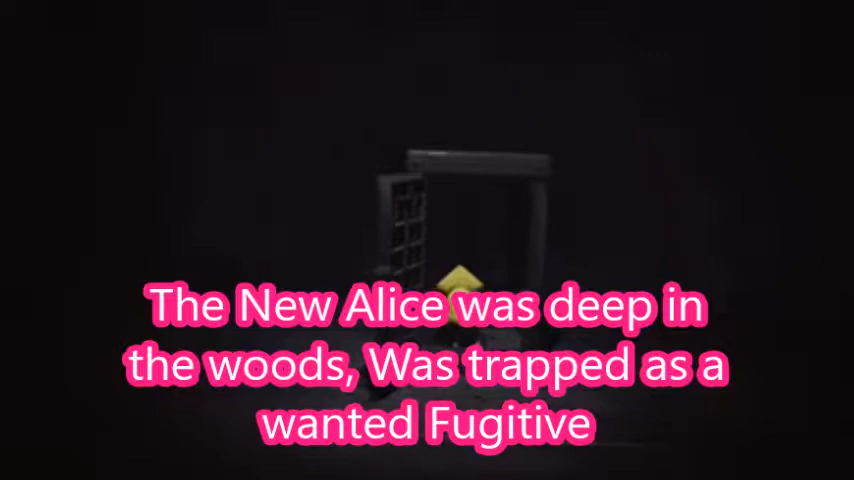 The New Alice was deep in
the woods, Was trapped as a
wanted Fugitive